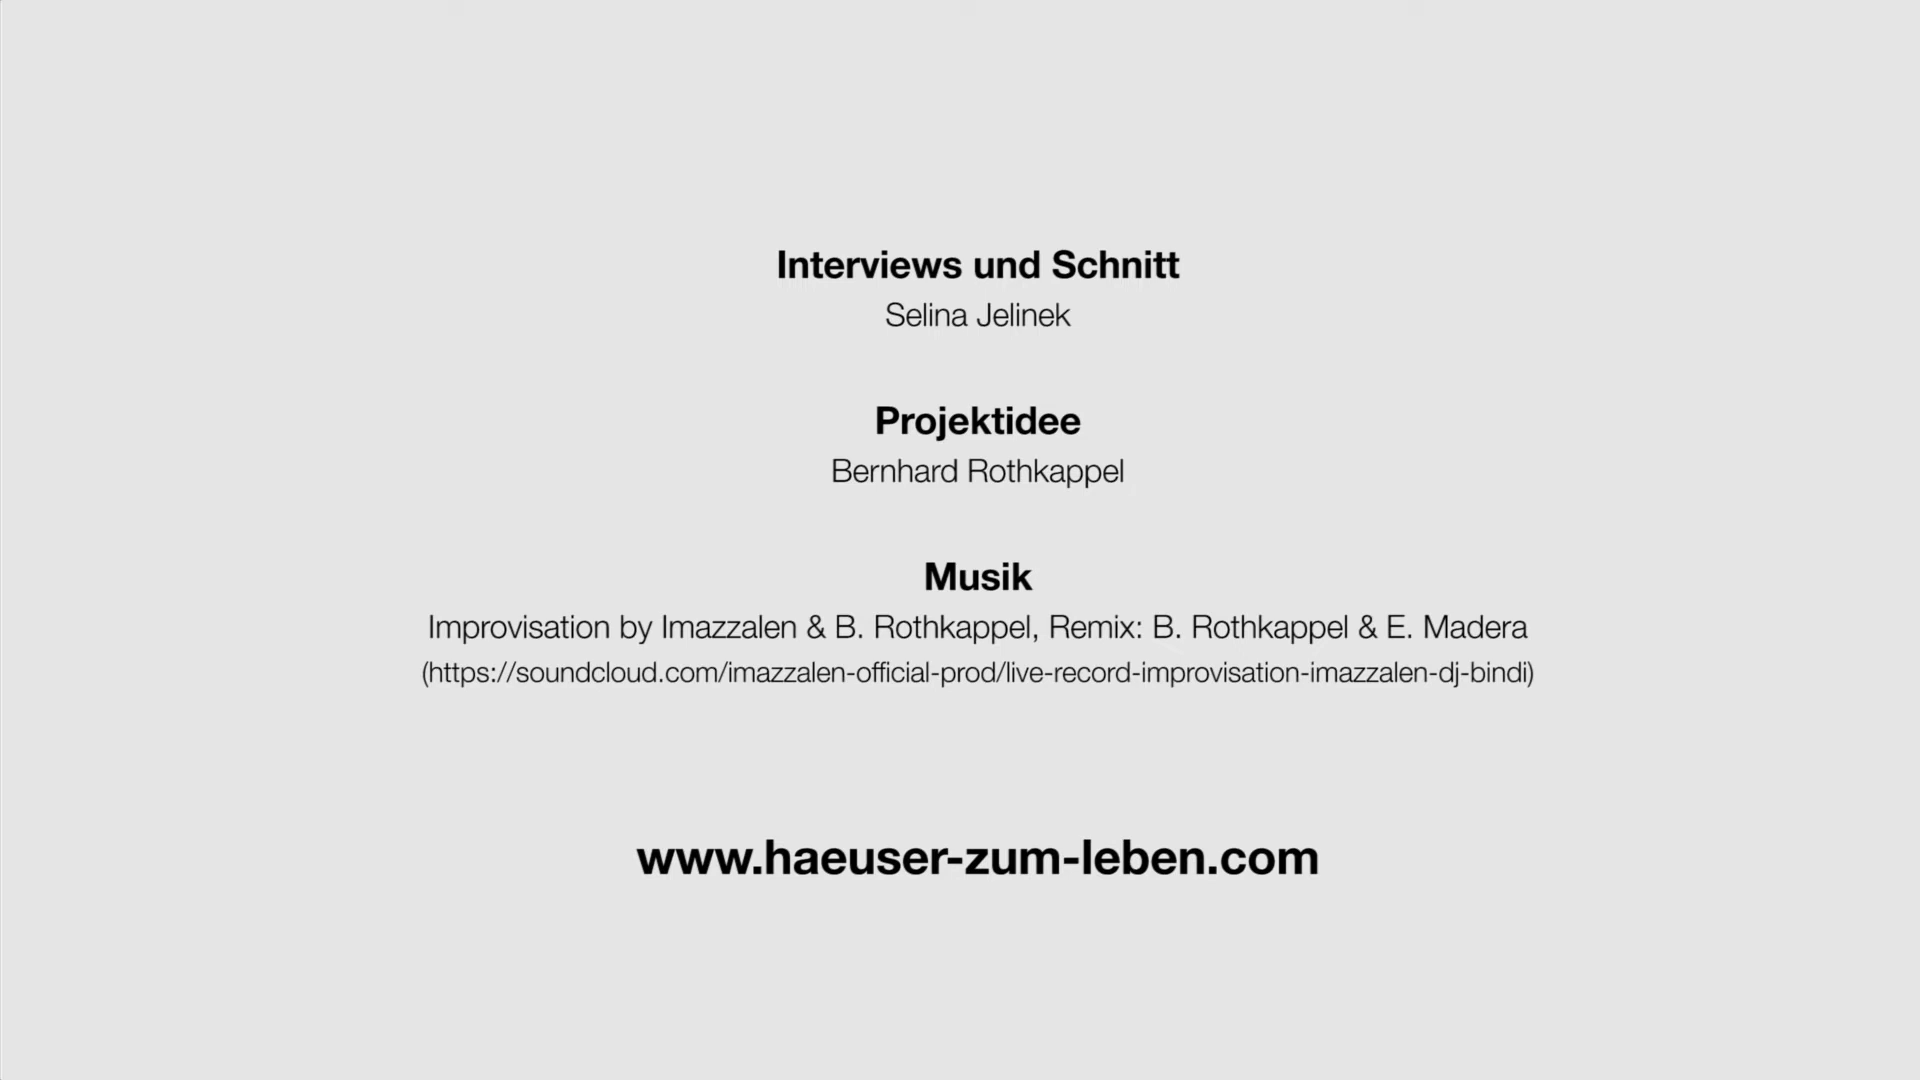 Interviews und Schnitt
Selina Jelinek
Projektidee
Bernhard Rothkappel
Musik
Improvisation by Imazzalen & B. Rothkappel, Remix: B. Rothkappel & E. Madera
(https://soundcloud.com/imazzalen-official-prod/live-record-improvisation-imazzalen-dj-bindi)
www.haeuser-zum-leben.com